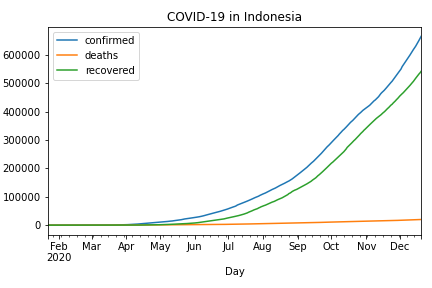 COVID-19 in Indonesia
confirmed
deaths
recovered
600000
500000
400000
300000
200000
100000
0
Feb Mar Apr May Jun Jul Aug Sep Oct Nov Dec
2020
Day